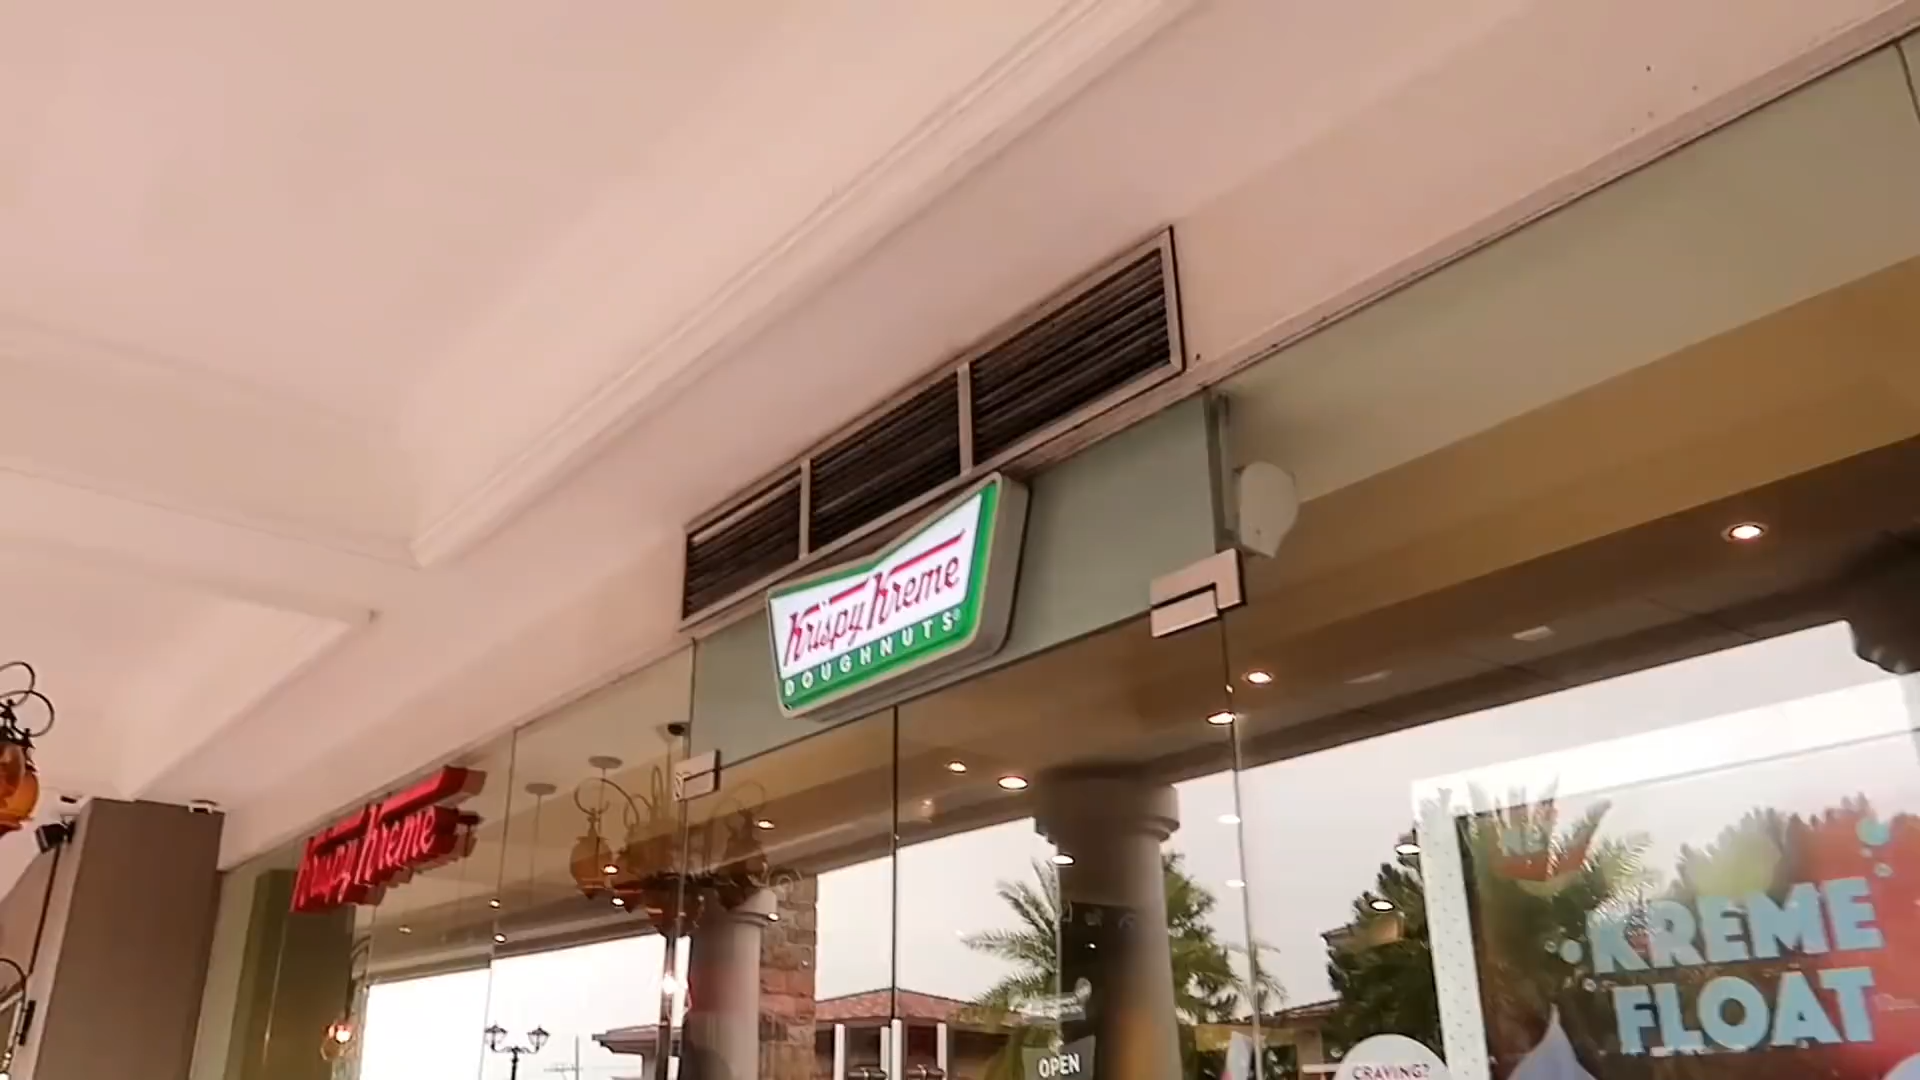 Krispy Kreme
DOUGHNUTS®
Krispy Kreme
KREME
FLOAT
OPEN
CRAVING?